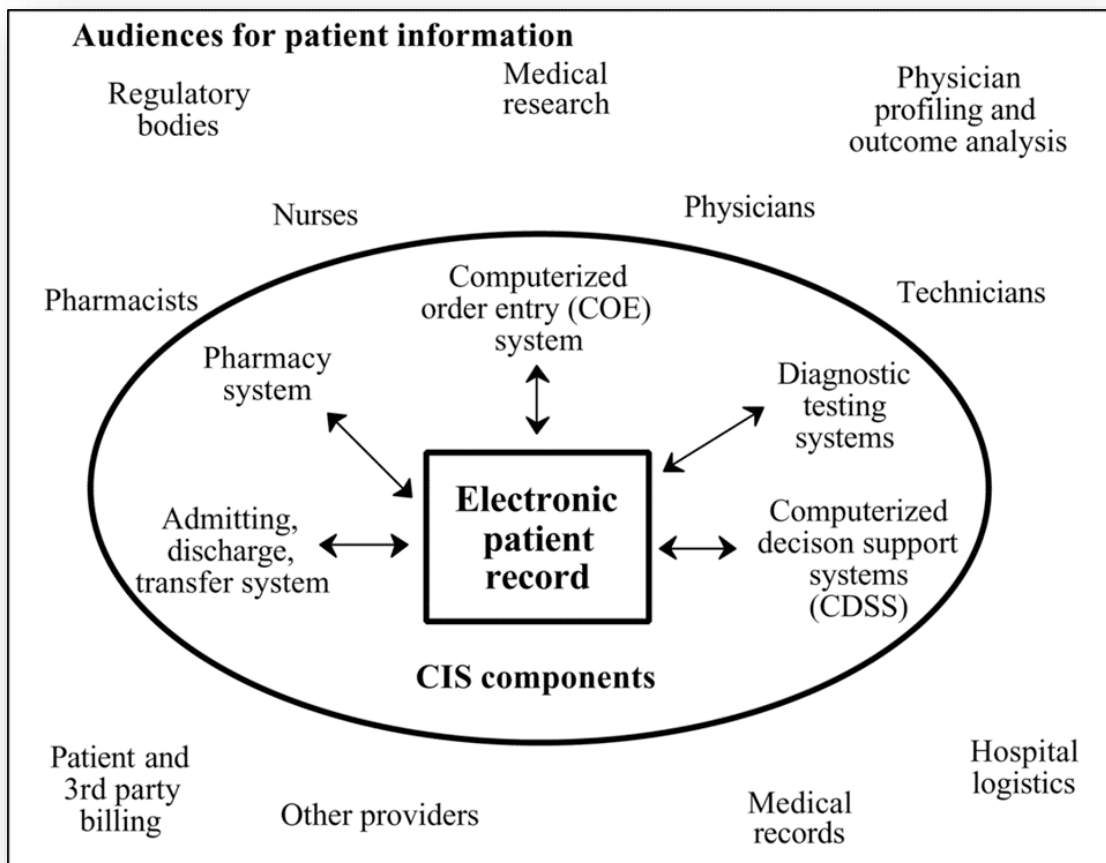 Audiences for patient information
Regulatory
bodies
Medical
research
Physician
profiling and
outcome analysis
Nurses
Physicians
Pharmacists
Technicians
Computerized
order entry (COE)
system
Pharmacy
system
Diagnostic
testing
systems
Electronic
patient
record
Admitting,
discharge,
transfer system
Computerized
decison support
systems
(CDSS)
CIS components
Patient and
3rd party
billing
Other providers
Medical
records
Hospital
logistics